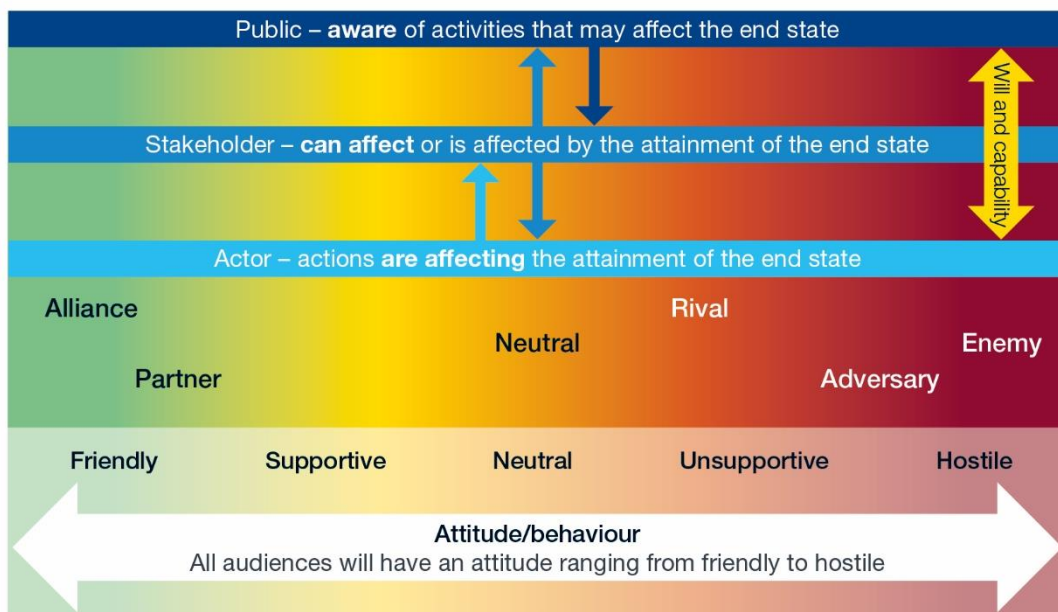 Public – aware of activities that may affect the end state
Will and capability
Stakeholder – can affect or is affected by the attainment of the end state
Actor – actions are affecting the attainment of the end state
Alliance
Rival
Neutral
Enemy
Partner
Adversary
Friendly
Supportive
Neutral
Unsupportive
Hostile
Attitude/behaviour
All audiences will have an attitude ranging from friendly to hostile